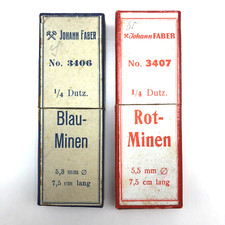 Johann Faber
No. 3406
1/4 Dutz.
Blau-
Minen
5,3 mm Ø
7,5 cm lang
Johann FABER
No. 3407
1/4 Dutz.
Rot-
Minen
5,5 mm Ø
7,5 cm lang